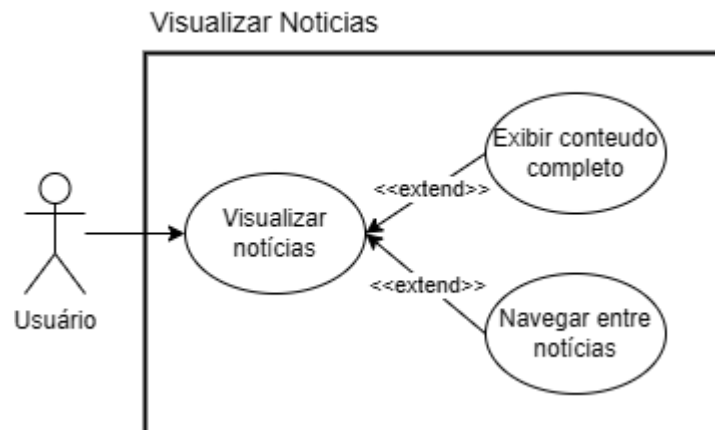 Visualizar Noticias
Exibir conteudo
completo
<<extend>>
Visualizar
notícias
<<extend>>
Usuário
Navegar entre
notícias